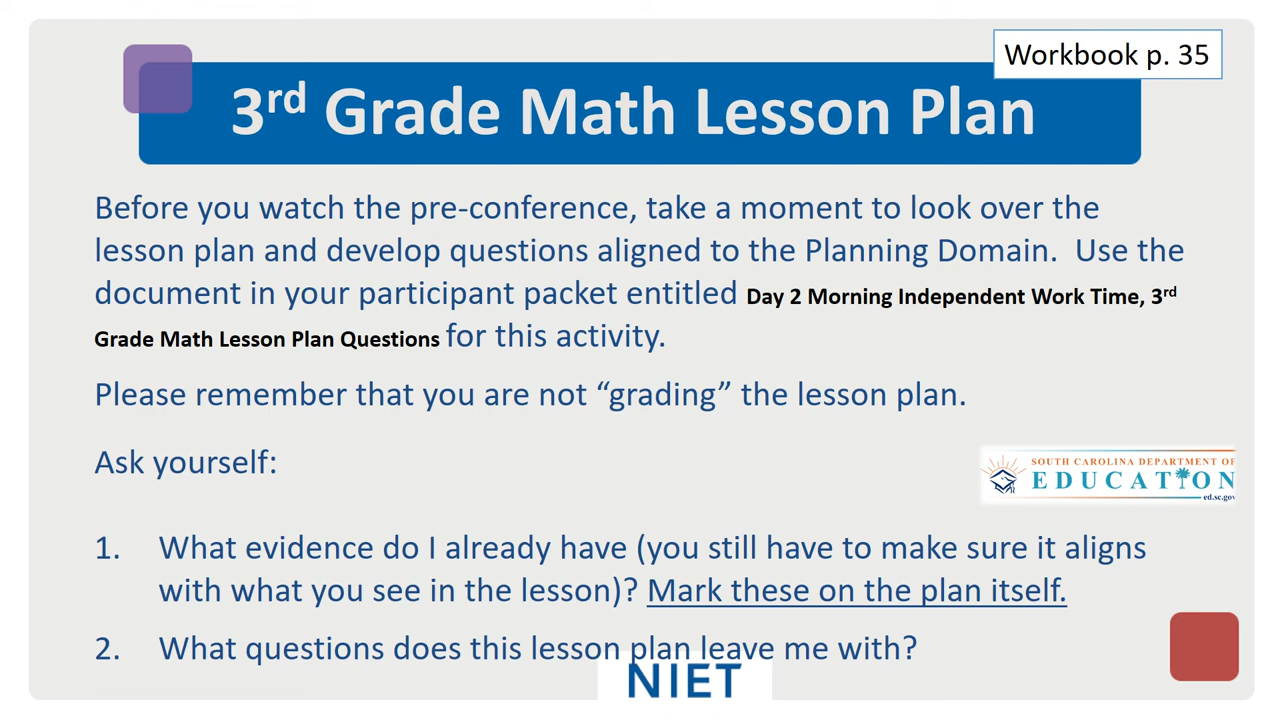 Workbook p. 35
3rd Grade Math Lesson Plan
Before you watch the pre-conference, take a moment to look over the
lesson plan and develop questions aligned to the Planning Domain.  Use the
document in your participant packet entitled Day 2 Morning Independent Work Time, 3rd
Grade Math Lesson Plan Questions for this activity.
Please remember that you are not “grading” the lesson plan.
Ask yourself:
SOUTH CAROLINA DEPARTMENT OF
EDUCATION
ed.sc.gov
1. What evidence do I already have (you still have to make sure it aligns
with what you see in the lesson)? Mark these on the plan itself.
2. What questions does this lesson plan leave me with?
NIET